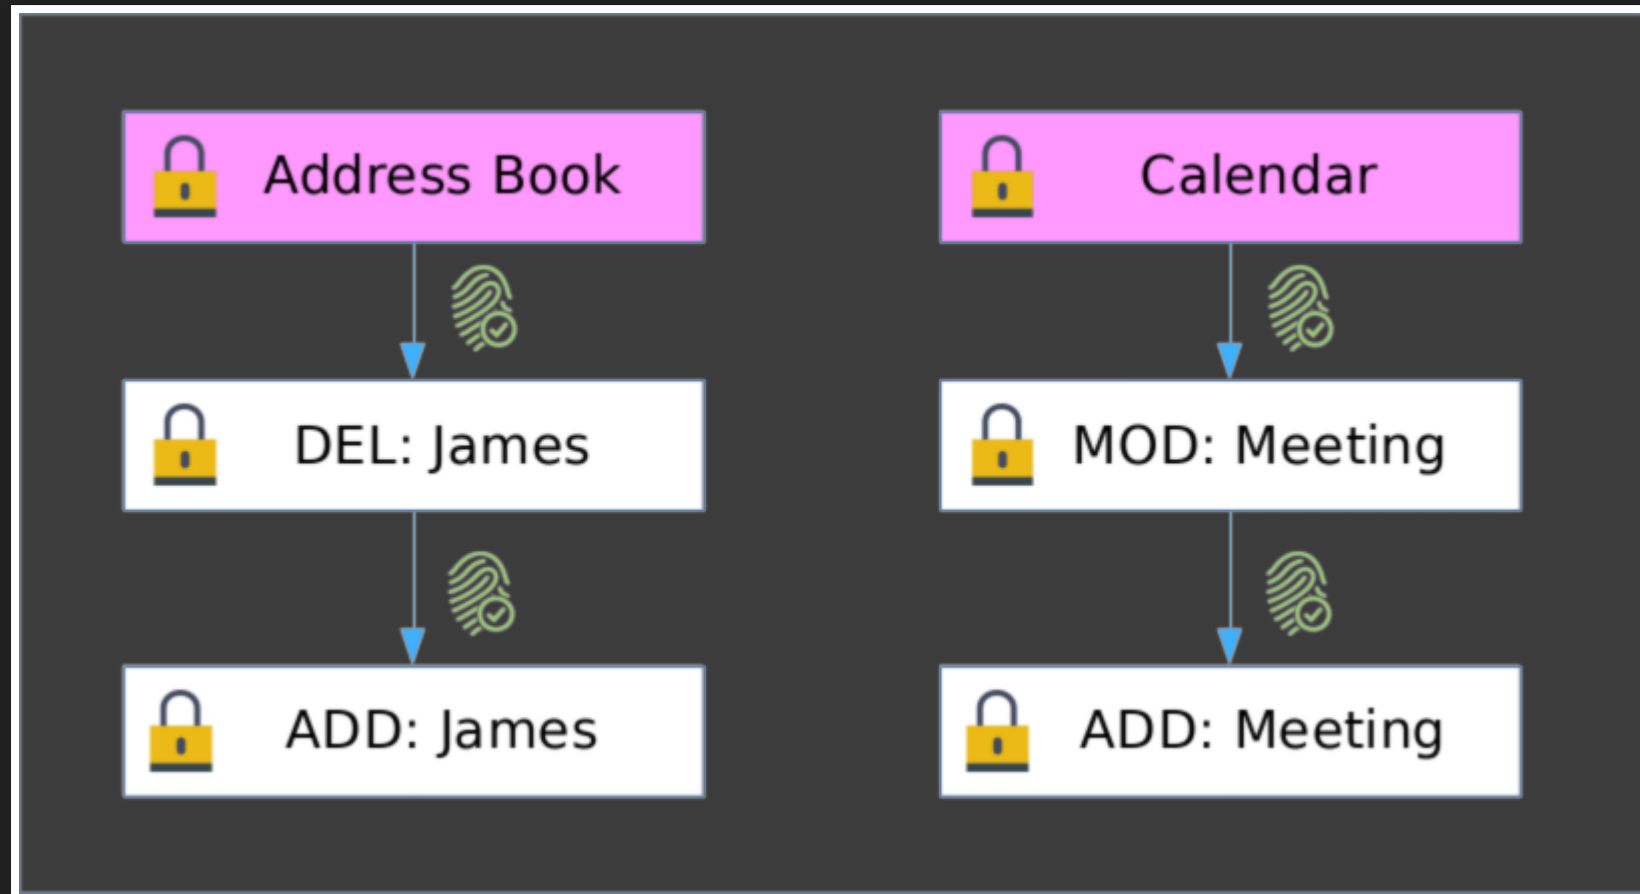 Address Book
Calendar
DEL: James
MOD: Meeting
ADD: James
ADD: Meeting